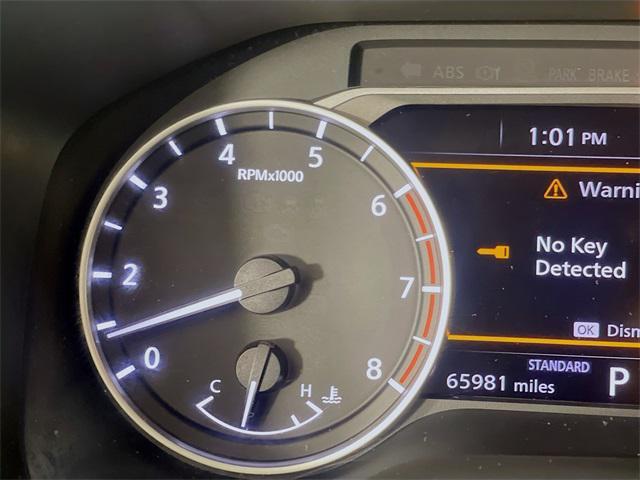 ABS
PARK BRAKE
1:01 PM
4
5
RPMx1000
3
6
Warni
2
No Key
Detected
7
OK Dism
0
8
STANDARD
C
H
65981 miles
P